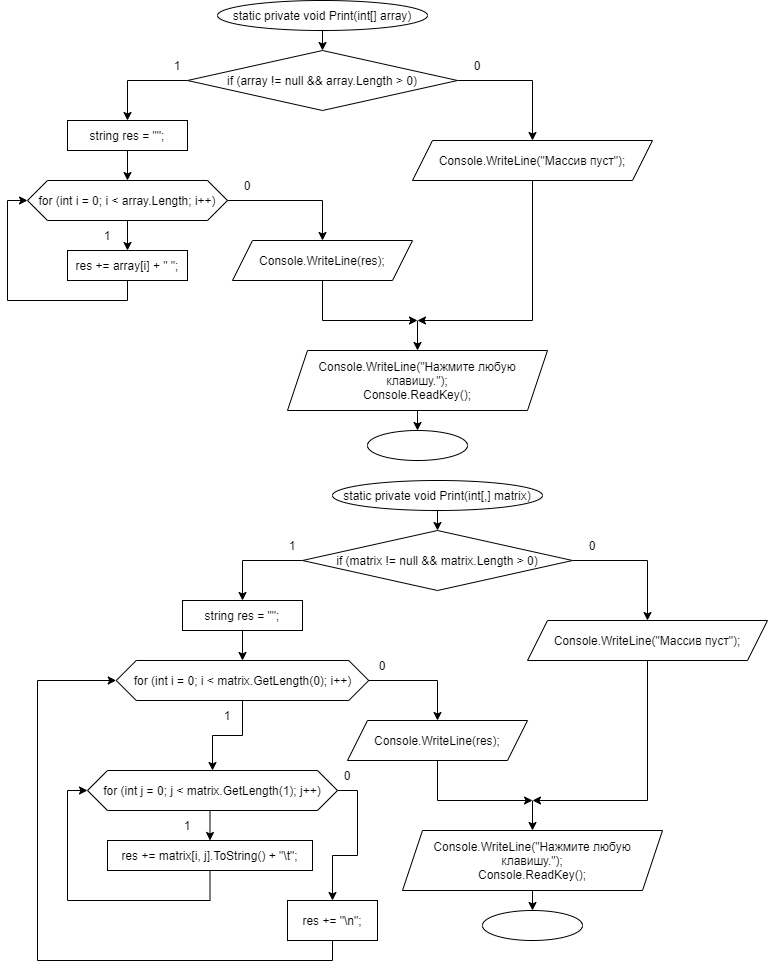 static private void Print(int[] array)
1
0
if (array != null && array.Length > 0)
string res = "";
Console.WriteLine("Массив пуст");
0
for (int i = 0; i < array.Length; i++)
1
res += array[i] + " ";
Console.WriteLine(res);
Console.WriteLine("Нажмите любую
клавишу.");
Console.ReadKey();
static private void Print(int[,] matrix)
1
0
if (matrix != null && matrix.Length > 0)
string res = "";
Console.WriteLine("Массив пуст");
0
for (int i = 0; i < matrix.GetLength(0); i++)
1
Console.WriteLine(res);
0
for (int j = 0; j < matrix.GetLength(1); j++)
1
res += matrix[i, j].ToString() + "\t";
Console.WriteLine("Нажмите любую
клавишу.");
Console.ReadKey();
res += "\n";